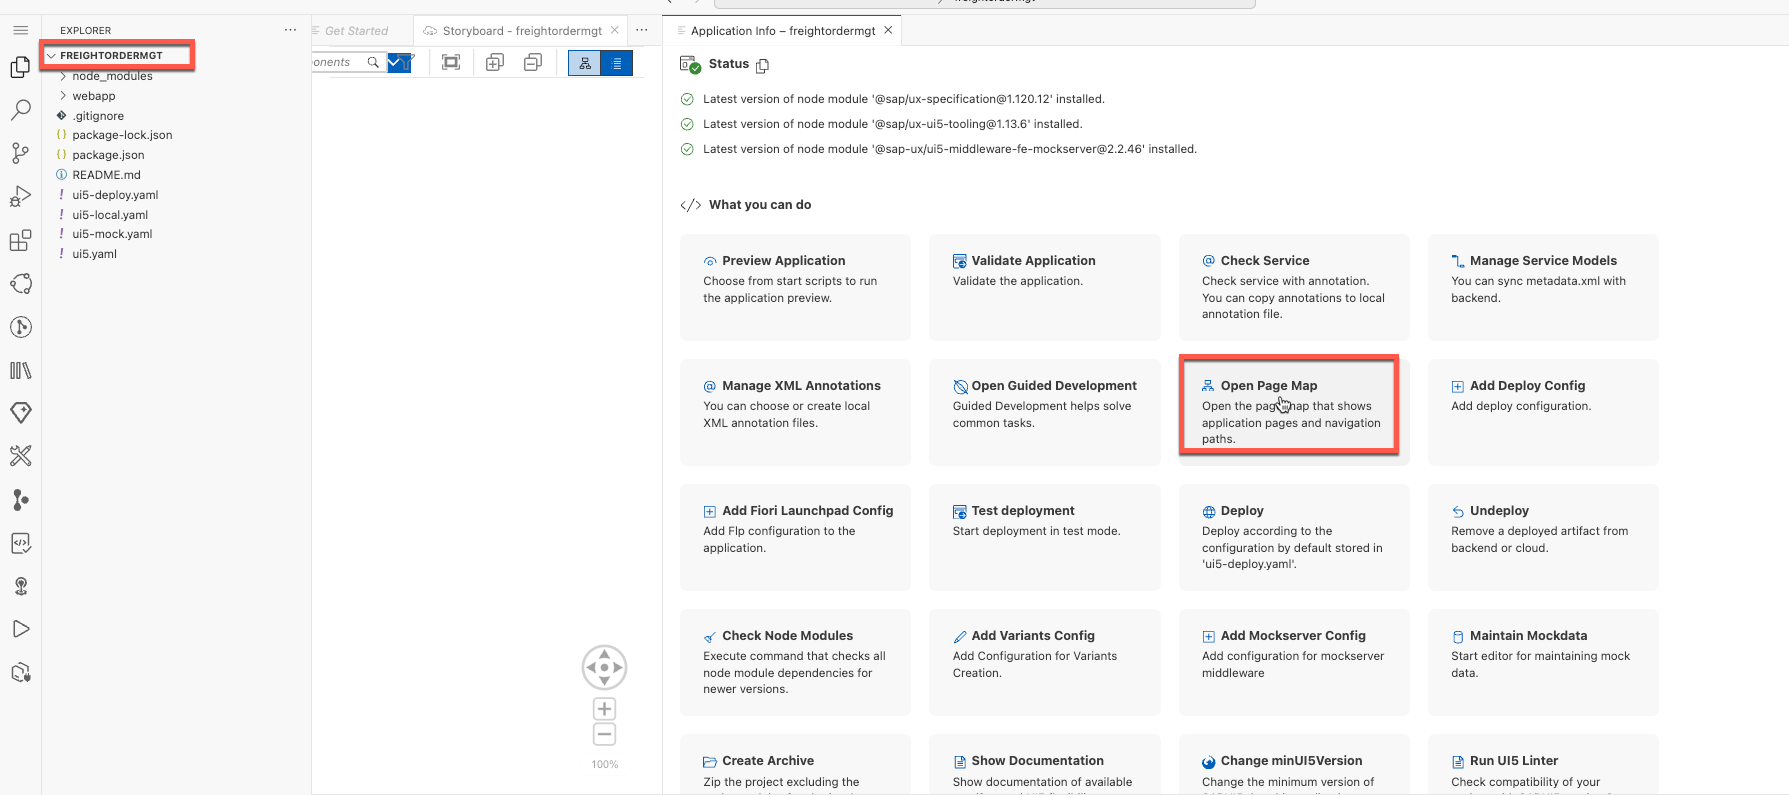 freightordermgt
EXPLORER
FREIGHTORDERMGT
node_modules
webapp
.gitignore
package-lock.json
package.json
README.md
ui5-deploy.yaml
ui5-local.yaml
ui5-mock.yaml
ui5.yaml
Get Started
Storyboard - freightordermgt
onents
100%
Application Info – freightordermgt
Status
Latest version of node module '@sap/ux-specification@1.120.12' installed.
Latest version of node module '@sap/ux-ui5-tooling@1.13.6' installed.
Latest version of node module '@sap-ux/ui5-middleware-fe-mockserver@2.2.46' installed.
What you can do
Preview Application
Choose from start scripts to run
the application preview.
Validate Application
Validate the application.
Check Service
Check service with annotation.
You can copy annotations to local
annotation file.
Manage Service Models
You can sync metadata.xml with
backend.
Manage XML Annotations
You can choose or create local
XML annotation files.
Open Guided Development
Guided Development helps solve
common tasks.
Open Page Map
Open the page map that shows
application pages and navigation
paths.
Add Deploy Config
Add deploy configuration.
Add Fiori Launchpad Config
Add Flp configuration to the
application.
Test deployment
Start deployment in test mode.
Deploy
Deploy according to the
configuration by default stored in
'ui5-deploy.yaml'.
Undeploy
Remove a deployed artifact from
backend or cloud.
Check Node Modules
Execute command that checks all
node module dependencies for
newer versions.
Add Variants Config
Add Configuration for Variants
Creation.
Add Mockserver Config
Add configuration for mockserver
middleware
Maintain Mockdata
Start editor for maintaining mock
data.
Create Archive
Zip the project excluding the
Show Documentation
Show documentation of available
Change minUI5Version
Change the minimum version of
Run UI5 Linter
Check compatibility of your